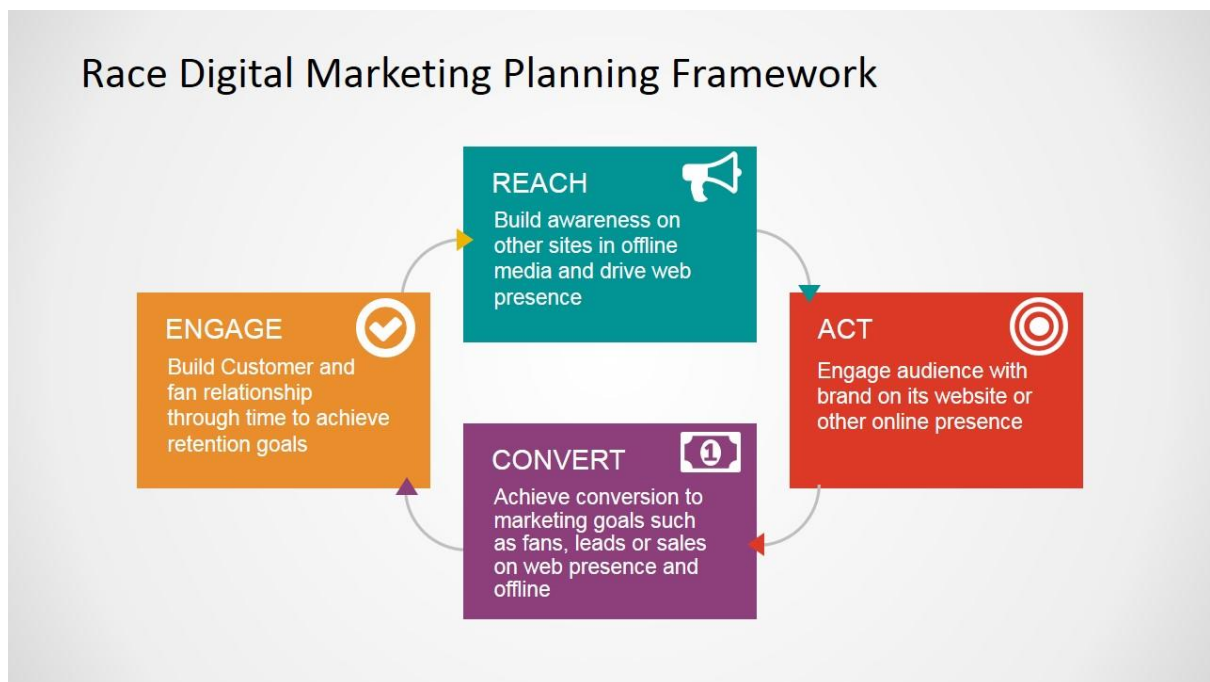 Race Digital Marketing Planning Framework
REACH
Build awareness on
other sites in offline
media and drive web
presence
ACT
Engage audience with
brand on its website or
other online presence
CONVERT
1
Achieve conversion to
marketing goals such
as fans, leads or sales
on web presence and
offline
ENGAGE
Build Customer and
fan relationship
through time to achieve
retention goals